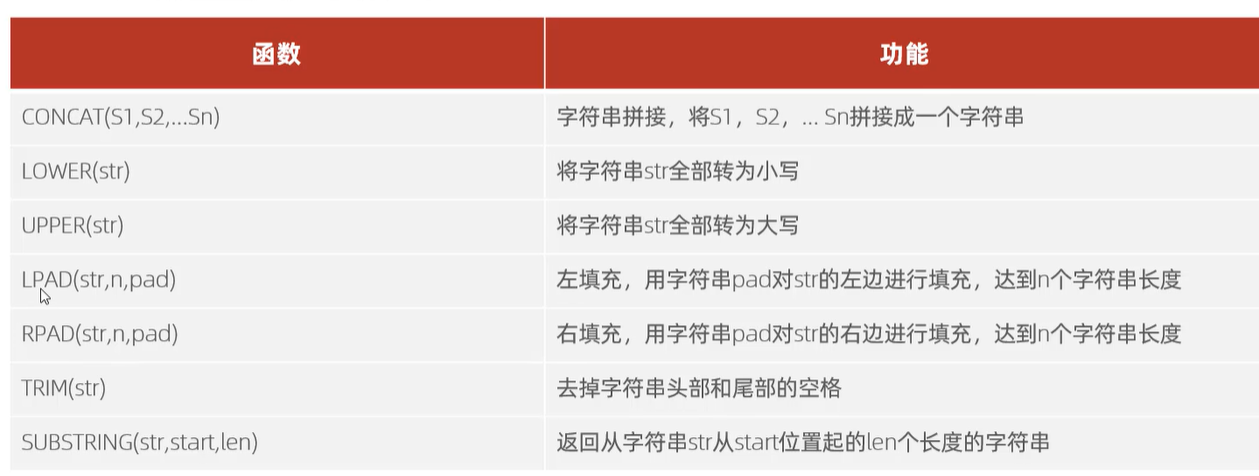 函数 功能
CONCAT(S1,S2,...Sn) 字符串拼接，将S1，S2，... Sn拼接成一个字符串
LOWER(str) 将字符串str全部转为小写
UPPER(str) 将字符串str全部转为大写
LPAD(str,n,pad) 左填充，用字符串pad对str的左边进行填充，达到n个字符串长度
RPAD(str,n,pad) 右填充，用字符串pad对str的右边进行填充，达到n个字符串长度
TRIM(str) 去掉字符串头部和尾部的空格
SUBSTRING(str,start,len) 返回从字符串str从start位置起的len个长度的字符串